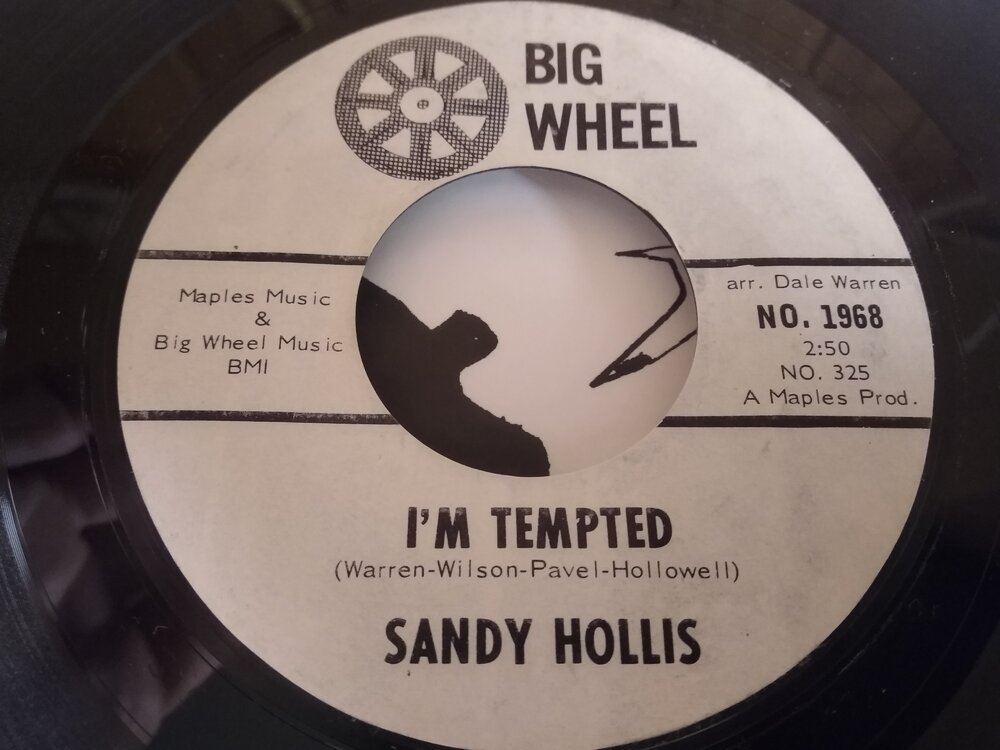 BIG
WHEEL
Maples Music
&
Big Wheel Music
BMI
arr. Dale Warren
NO. 1968
2:50
NO. 325
A Maples Prod.
I'M TEMPTED
(Warren-Wilson-Pavel-Hollowell)
SANDY HOLLIS